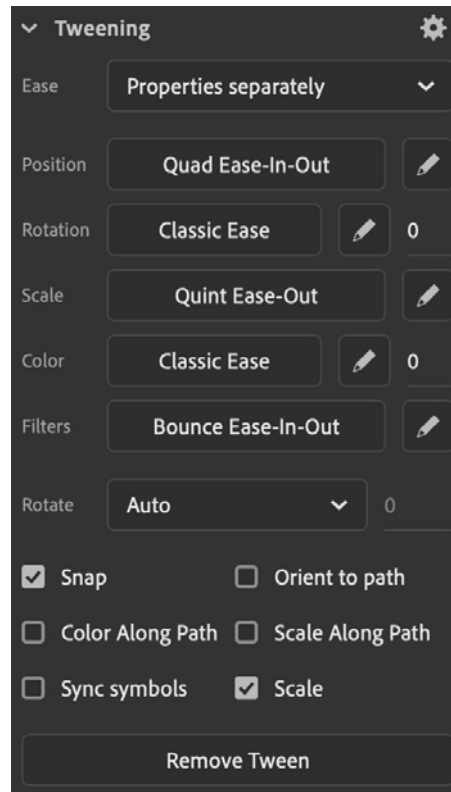 Tweening
Ease Properties separately
Position Quad Ease-In-Out
Rotation Classic Ease 0
Scale Quint Ease-Out
Color Classic Ease 0
Filters Bounce Ease-In-Out
Rotate Auto 0
Snap Orient to path
Color Along Path Scale Along Path
Sync symbols Scale
Remove Tween